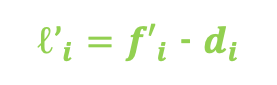 ℓ’ᵢ = f′ᵢ - dᵢ